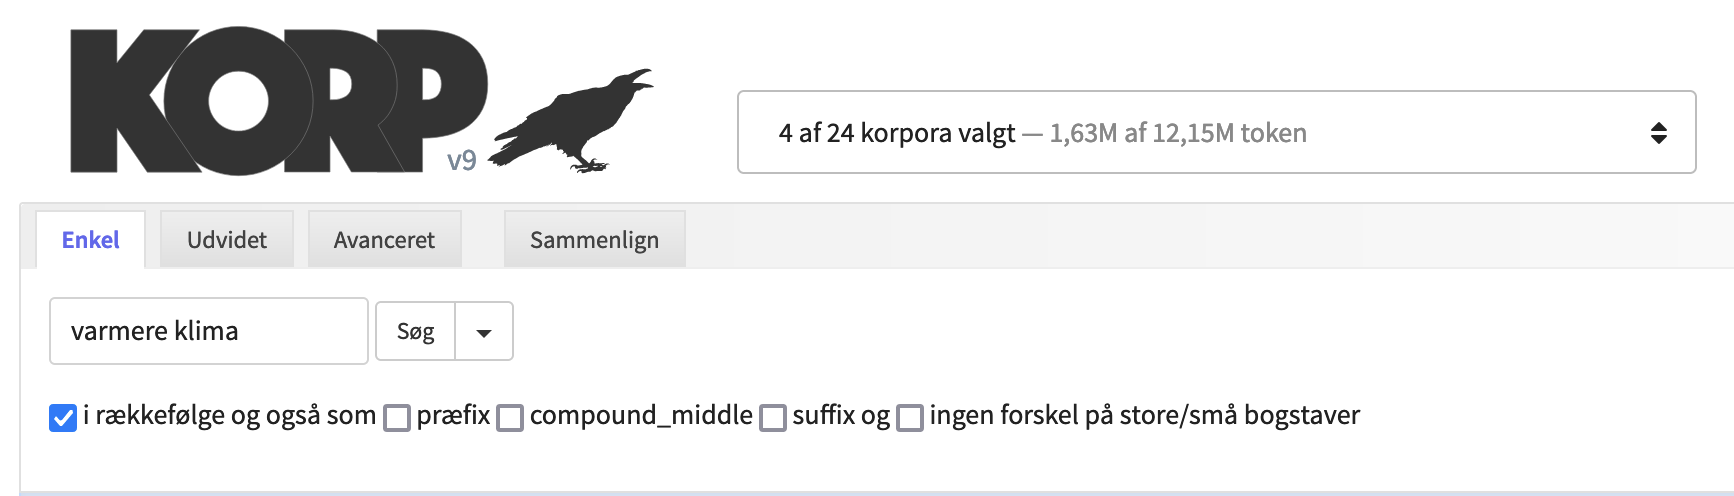 KORP v9
4 af 24 korpora valgt — 1,63M af 12,15M token
Enkel Udvidet Avanceret Sammenlign
varmere klima Søg
i rækkefølge og også som præfix compound_middle suffix og ingen forskel på store/små bogstaver